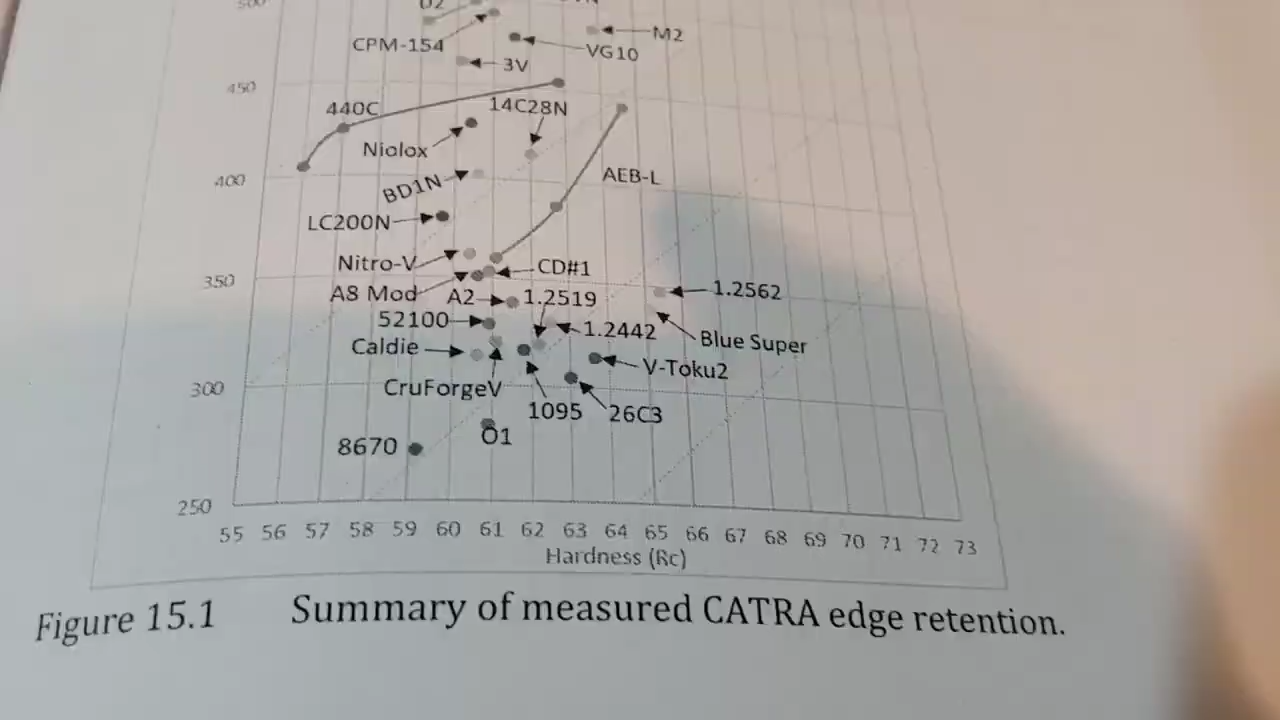 500
M2
CPM-154
VG10
3V
450
440C
14C28N
Niolox
400
BD1N
AEB-L
LC200N
Nitro-V
CD#1
350
A8 Mod
A2
1.2519
1.2562
52100
1.2442
Blue Super
Caldie
V-Toku2
300
CruForgeV
1095
26C3
O1
8670
250
55 56 57 58 59 60 61 62 63 64 65 66 67 68 69 70 71 72 73
Hardness (Rc)
Figure 15.1 Summary of measured CATRA edge retention.